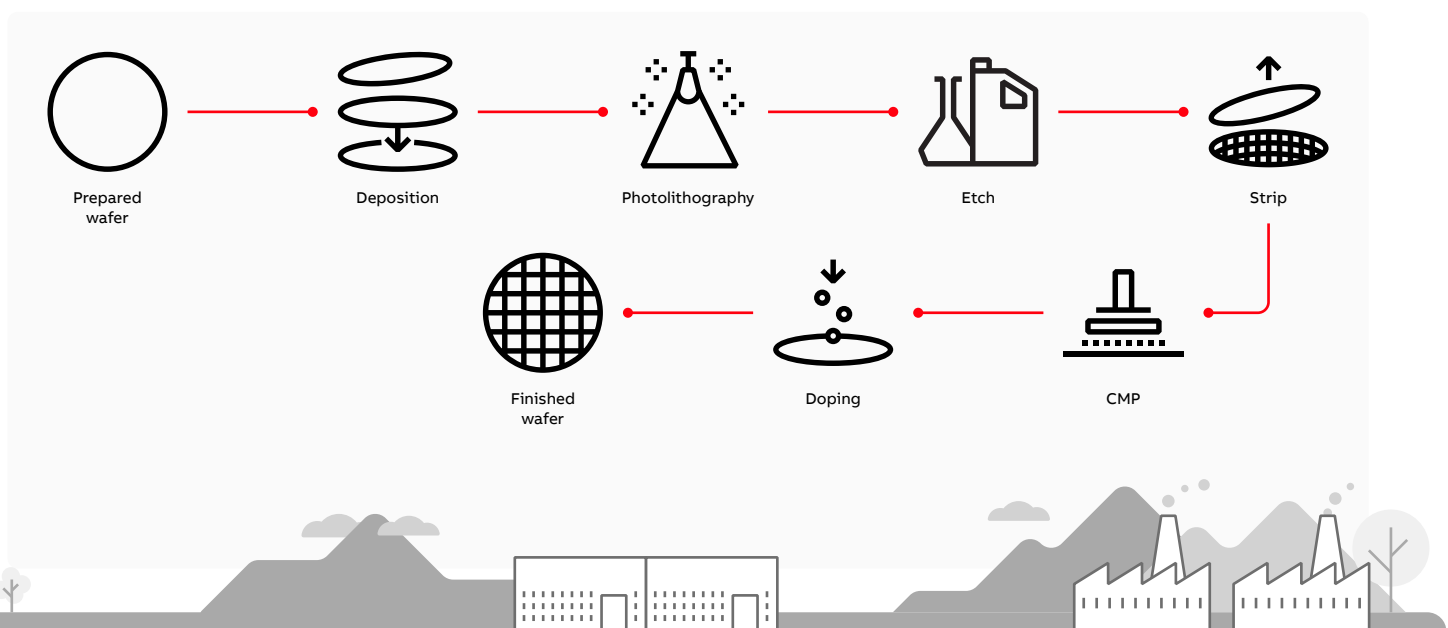 Prepared
wafer
Deposition
Photolithography
Etch
Strip
Finished
wafer
Doping
CMP